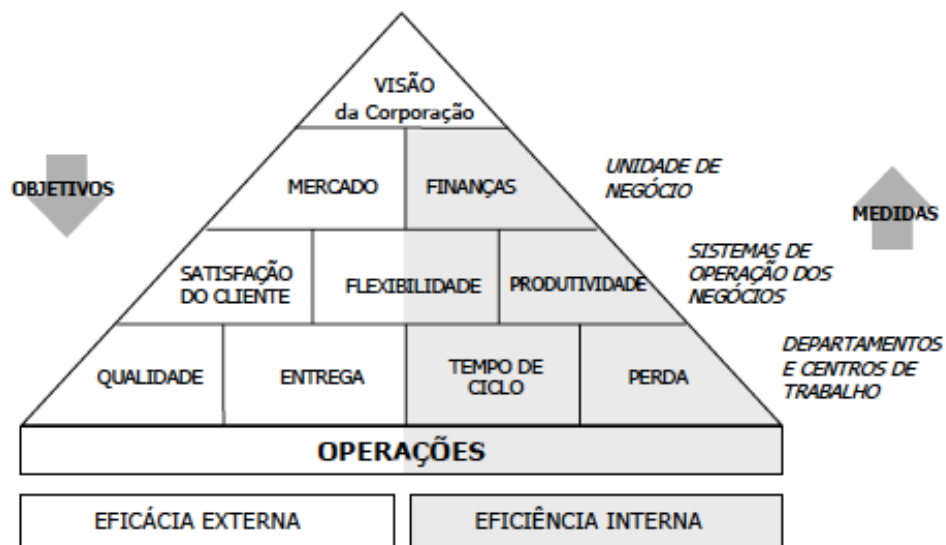 VISÃO
da Corporação
OBJETIVOS
MERCADO
FINANÇAS
UNIDADE DE
NEGÓCIO
MEDIDAS
SATISFAÇÃO
DO CLIENTE
FLEXIBILIDADE
PRODUTIVIDADE
SISTEMAS DE
OPERAÇÃO DOS
NEGÓCIOS
QUALIDADE
ENTREGA
TEMPO DE
CICLO
PERDA
DEPARTAMENTOS
E CENTROS DE
TRABALHO
OPERAÇÕES
EFICÁCIA EXTERNA
EFICIÊNCIA INTERNA